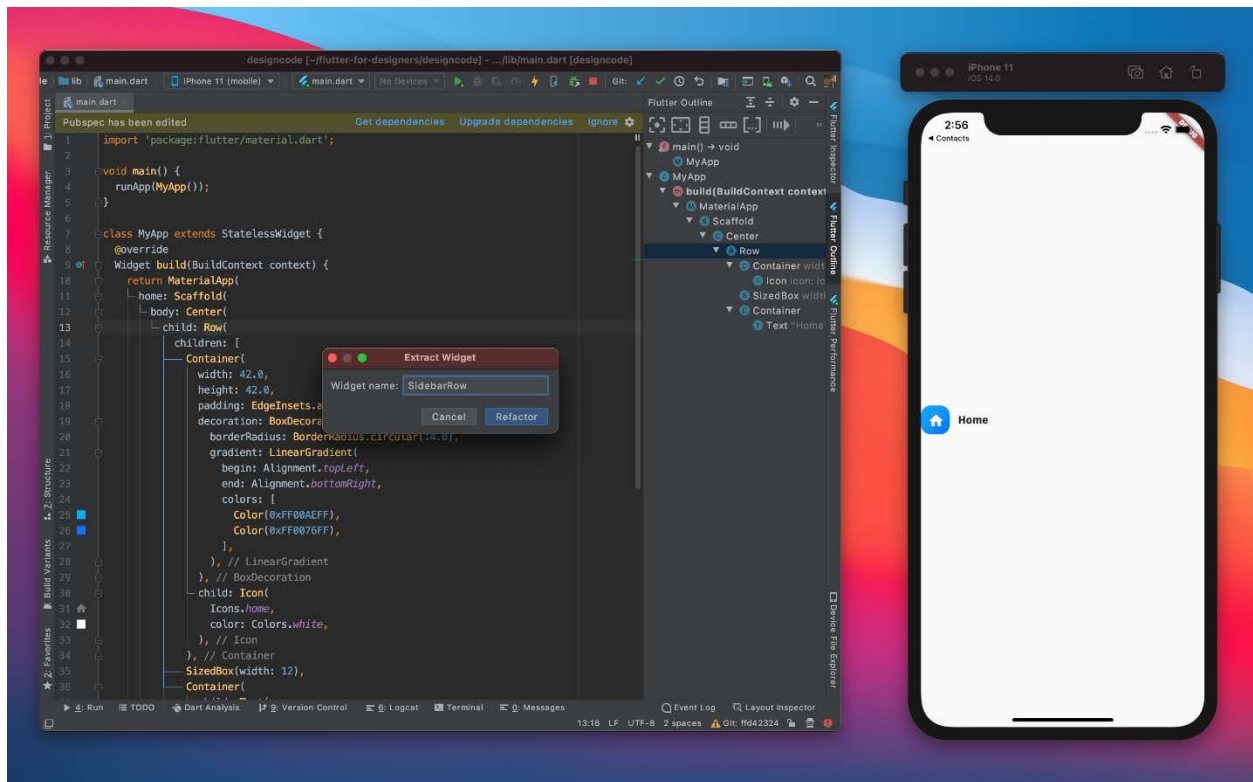 designcode [~/flutter-for-designers/designcode] - .../lib/main.dart [designcode]
le lib main.dart iPhone 11 (mobile) main.dart No Devices Git:
main.dart
Pubspec has been edited Get dependencies Upgrade dependencies Ignore
1 import 'package:flutter/material.dart';
2
3 void main() {
4 runApp(MyApp());
5 }
6
7 class MyApp extends StatelessWidget {
8 @override
9 Widget build(BuildContext context) {
10 return MaterialApp(
11 home: Scaffold(
12 body: Center(
13 child: Row(
14 children: [
15 Container(
16 width: 42.0,
17 height: 42.0,
18 padding: EdgeInsets.a
19 decoration: BoxDecora
20 borderRadius: BorderRadius.circular(14.0),
21 gradient: LinearGradient(
22 begin: Alignment.topLeft,
23 end: Alignment.bottomRight,
24 colors: [
25 Color(0xFF00AEFF),
26 Color(0xFF0076FF),
27 ],
28 ), // LinearGradient
29 ), // BoxDecoration
30 child: Icon(
31 Icons.home,
32 color: Colors.white,
33 ), // Icon
34 ), // Container
35 SizedBox(width: 12),
36 Container(
Extract Widget
Widget name: SidebarRow
Cancel Refactor
1: Project
Resource Manager
Z: Structure
Build Variants
2: Favorites
Flutter Outline
main() → void
MyApp
MyApp
build(BuildContext context
MaterialApp
Scaffold
Center
Row
Container widt
Icon icon: Ic
SizedBox widt
Container
Text "Home
Flutter Inspector
Flutter Outline
Flutter Performance
Device File Explorer
4: Run TODO Dart Analysis 9: Version Control 6: Logcat Terminal 0: Messages Event Log Layout Inspector
13:18 LF UTF-8 2 spaces Git: ffd42324
iPhone 11
iOS 14.0
2:56
Contacts
Home